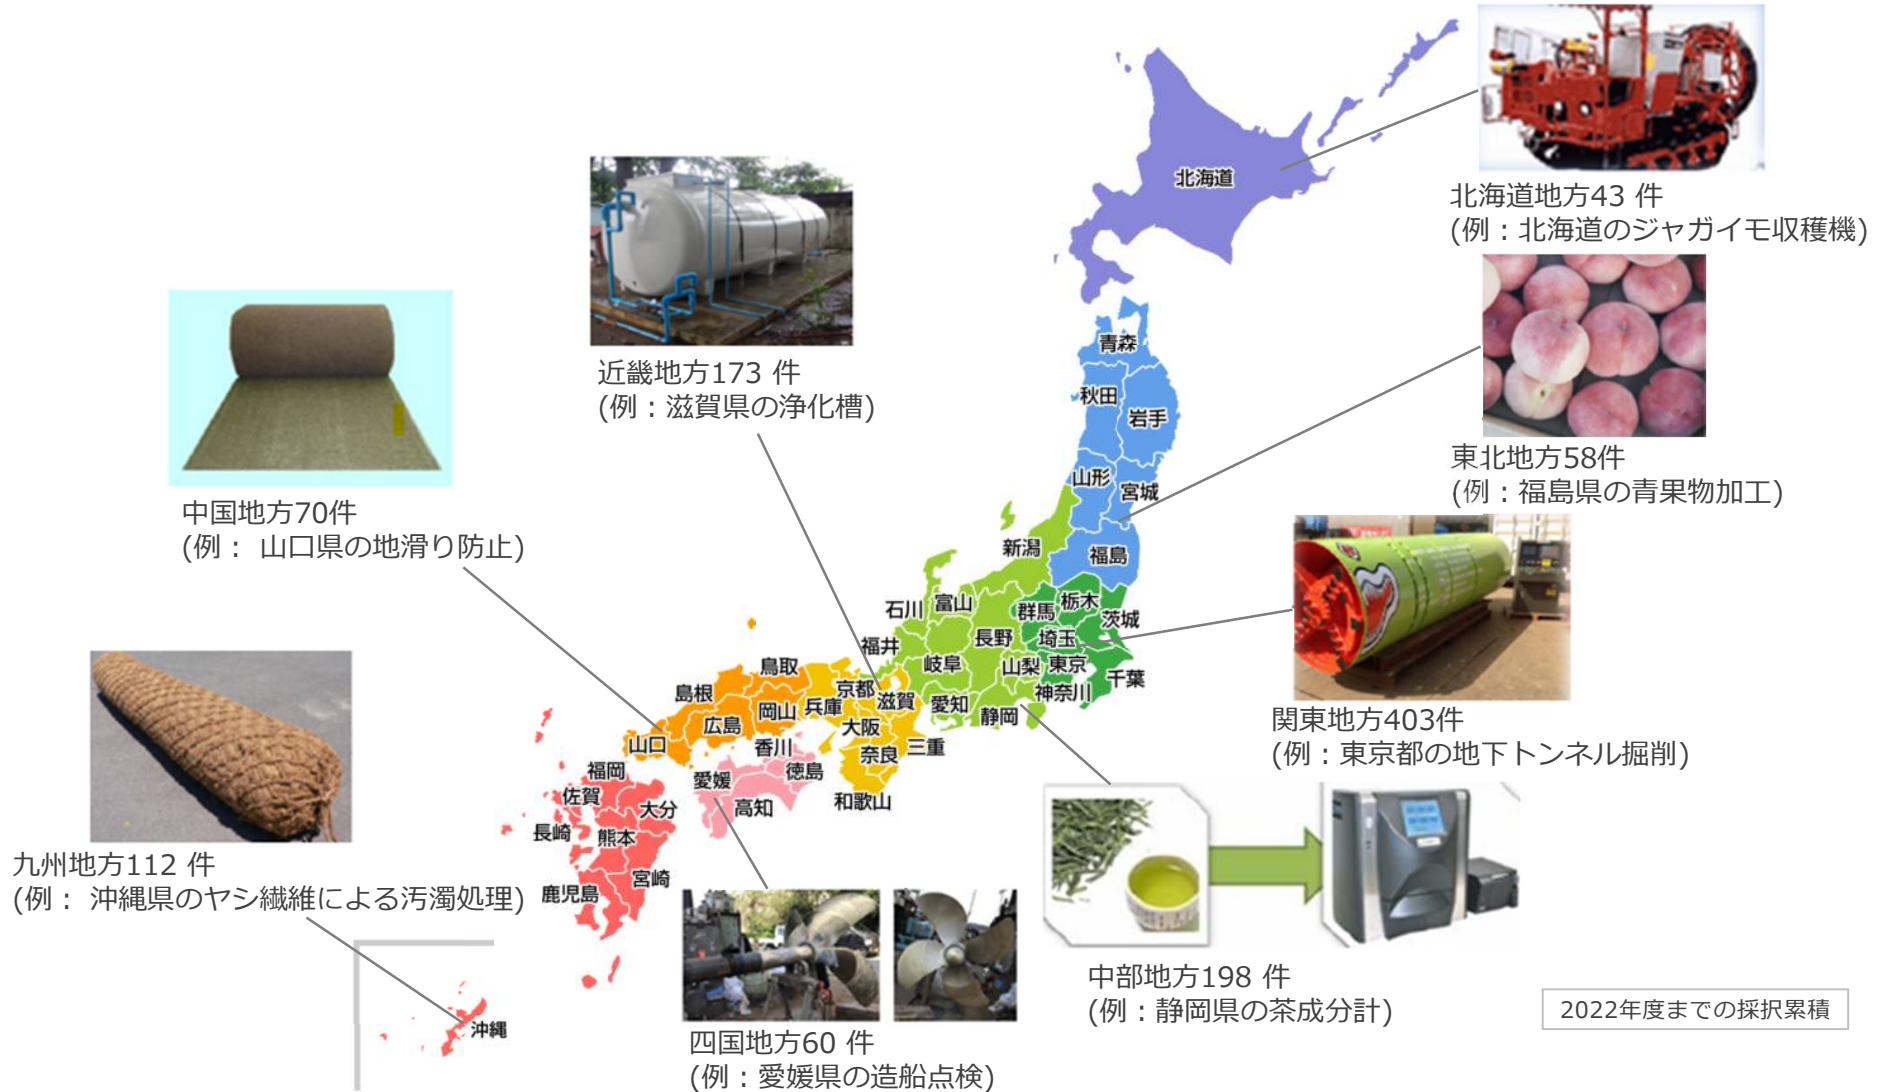 北海道地方43 件
(例：北海道のジャガイモ収穫機)
東北地方58件
(例：福島県の青果物加工)
関東地方403件
(例：東京都の地下トンネル掘削)
中部地方198 件
(例：静岡県の茶成分計)
近畿地方173 件
(例：滋賀県の浄化槽)
中国地方70件
(例： 山口県の地滑り防止)
四国地方60 件
(例：愛媛県の造船点検)
九州地方112 件
(例： 沖縄県のヤシ繊維による汚濁処理)
北海道
青森
秋田
岩手
山形
宮城
福島
新潟
石川
富山
群馬
栃木
茨城
福井
長野
埼玉
岐阜
山梨
東京
千葉
神奈川
愛知
静岡
鳥取
島根
岡山
広島
山口
京都
兵庫
滋賀
大阪
奈良
三重
和歌山
香川
徳島
愛媛
高知
福岡
佐賀
大分
長崎
熊本
宮崎
鹿児島
沖縄
2022年度までの採択累積